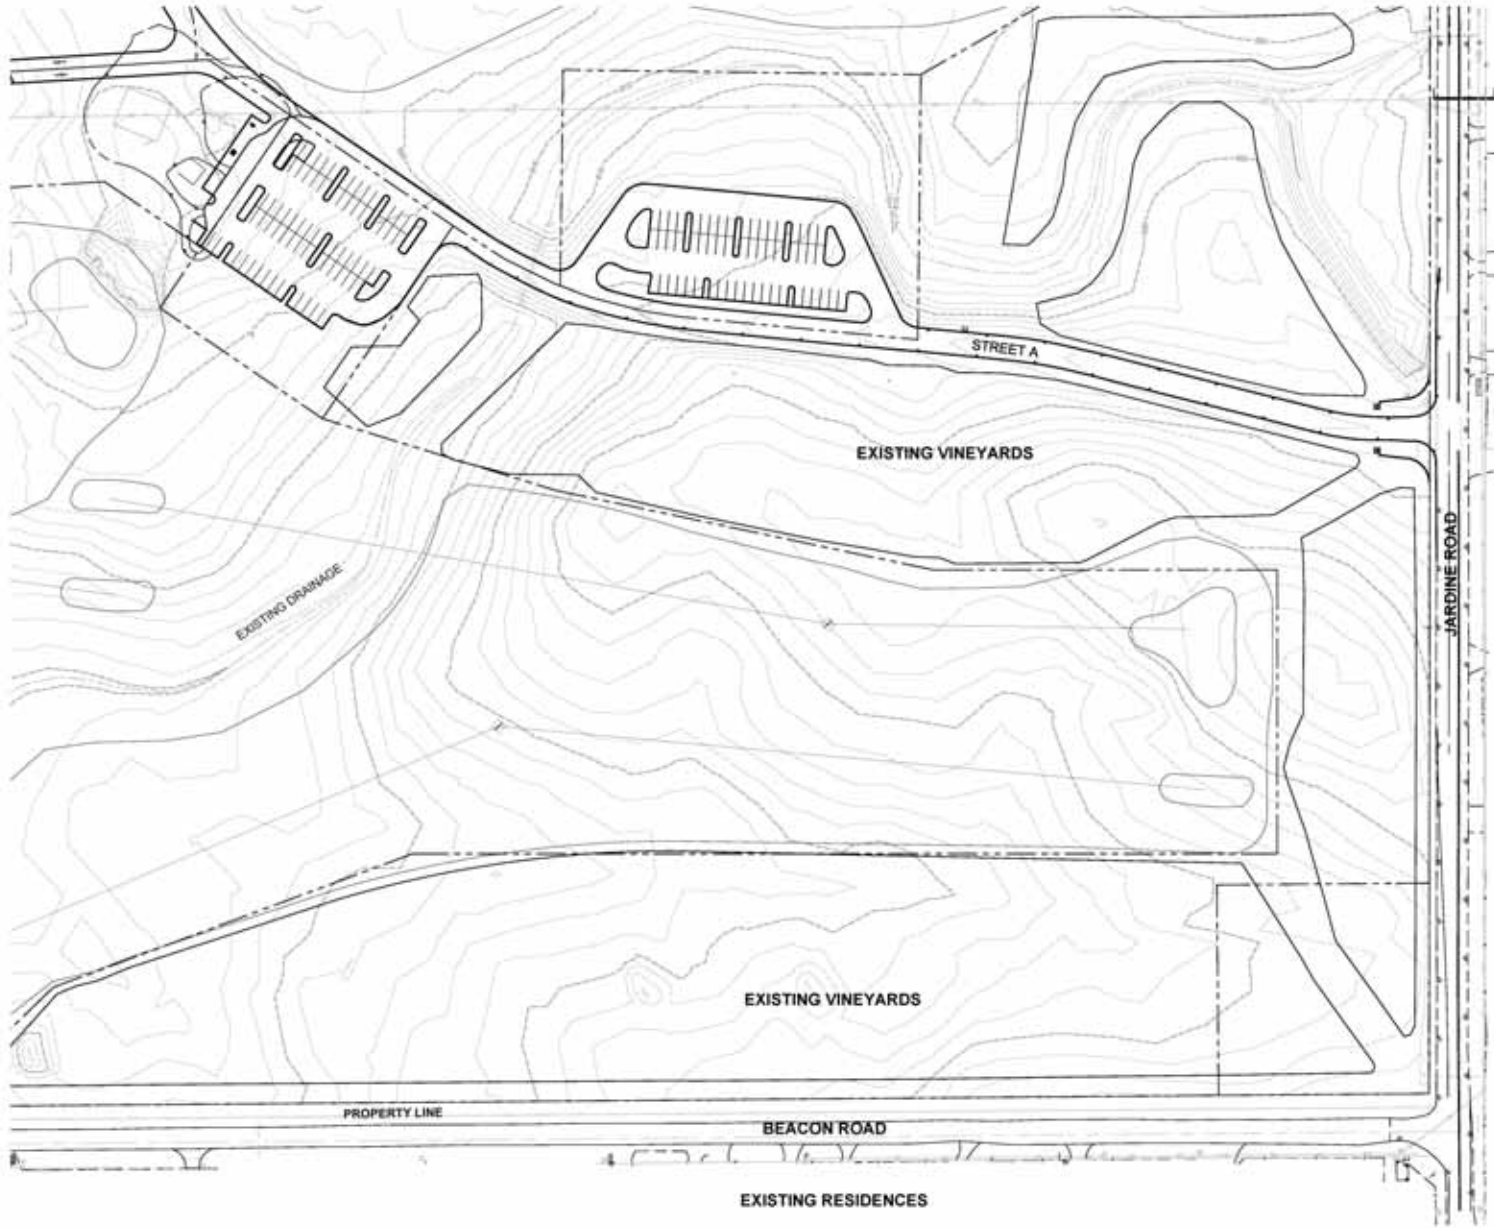 STREET A
EXISTING VINEYARDS
JARDINE ROAD
EXISTING DRAINAGE
EXISTING VINEYARDS
PROPERTY LINE
BEACON ROAD
EXISTING RESIDENCES